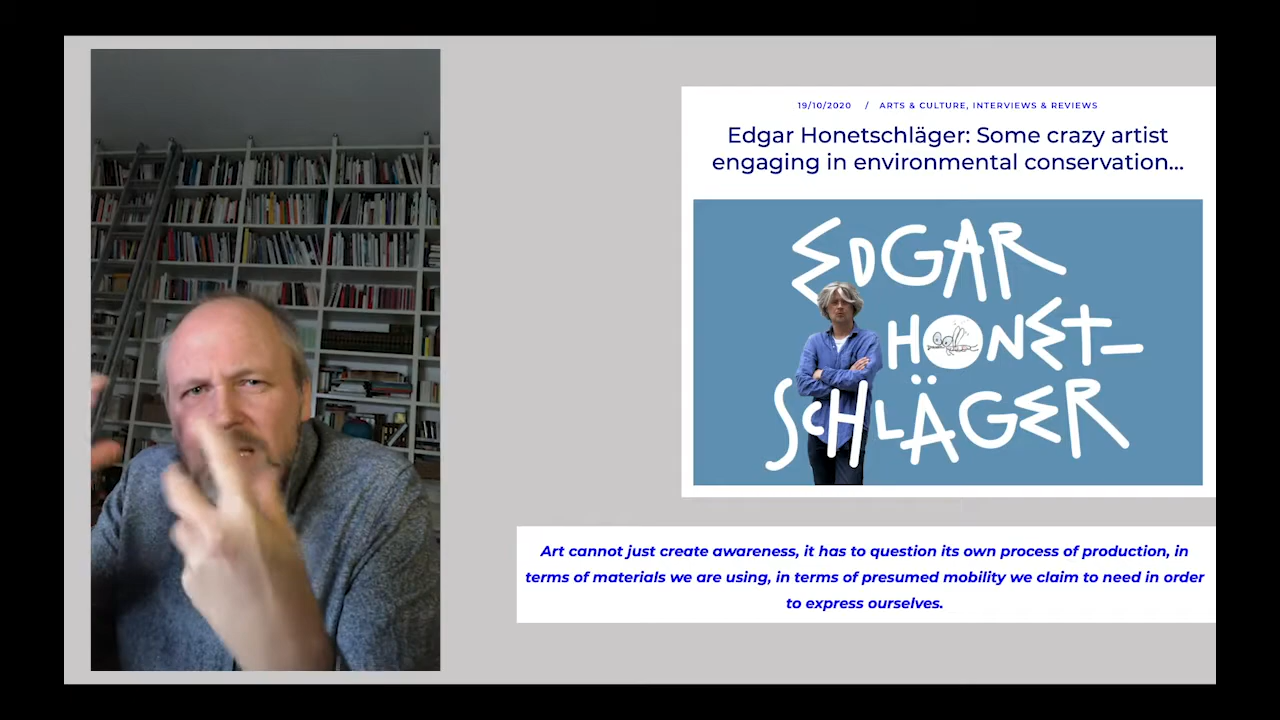 19/10/2020 / ARTS & CULTURE, INTERVIEWS & REVIEWS
Edgar Honetschläger: Some crazy artist
engaging in environmental conservation...
EDGAR
HONET-
SCHLÄGER
Art cannot just create awareness, it has to question its own process of production, in
terms of materials we are using, in terms of presumed mobility we claim to need in order
to express ourselves.